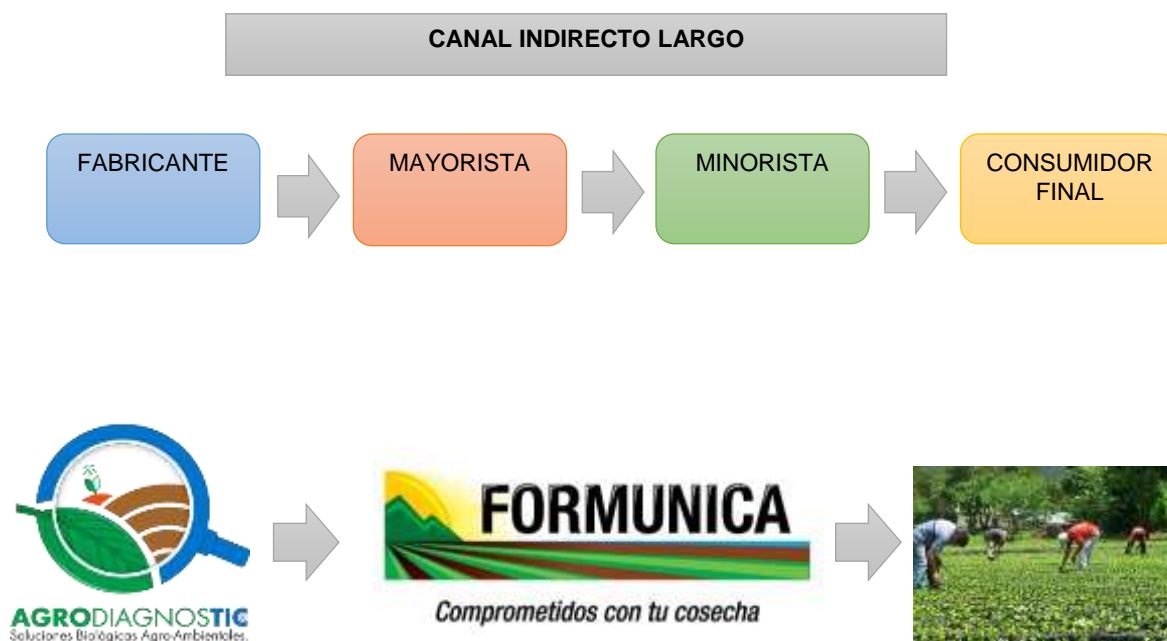 CANAL INDIRECTO LARGO
FABRICANTE
MAYORISTA
MINORISTA
CONSUMIDOR
FINAL
AGRODIAGNOSTIC
Soluciones Biológicas Agro-Ambientales.
FORMUNICA
Comprometidos con tu cosecha